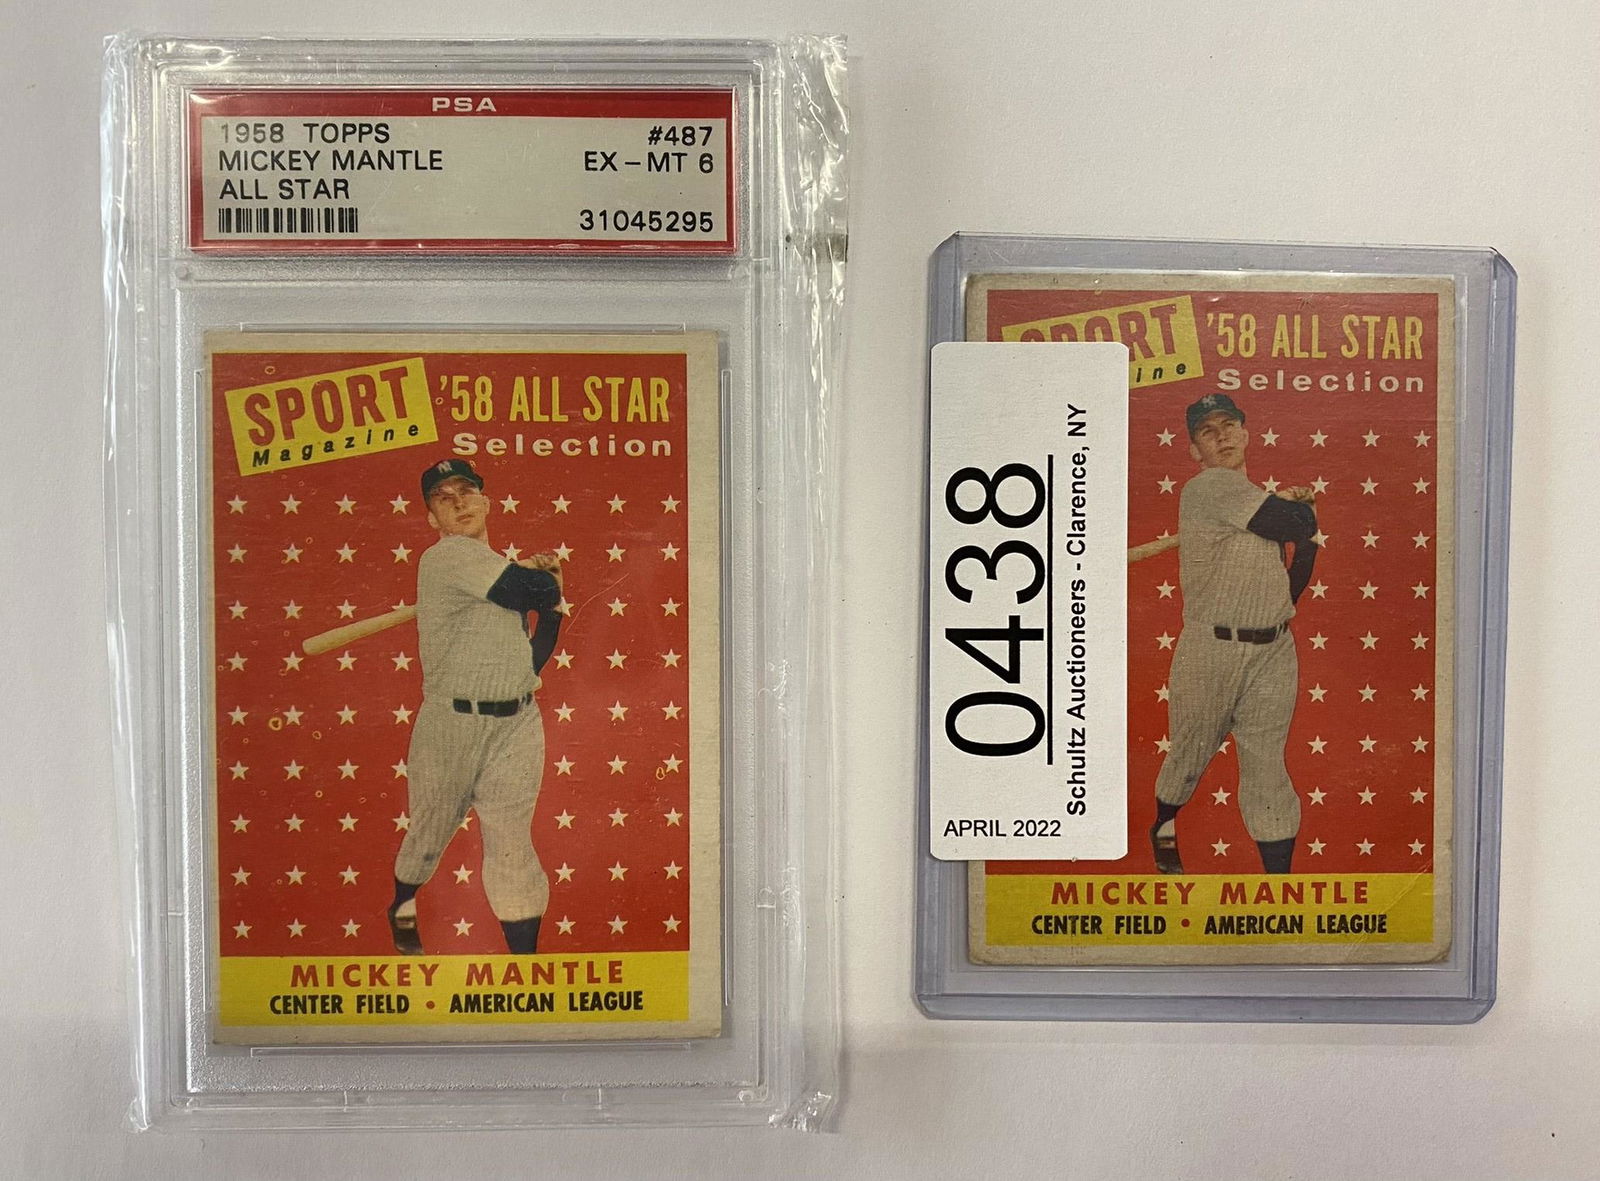 PSA
1958 TOPPS #487
MICKEY MANTLE EX-MT 6
ALL STAR
31045295
SPORT
Magazine
'58 ALL STAR
Selection
MICKEY MANTLE
CENTER FIELD • AMERICAN LEAGUE
SPORT
ine
'58 ALL STAR
Selection
0438
Schultz Auctioneers - Clarence, NY
APRIL 2022
MICKEY MANTLE
CENTER FIELD • AMERICAN LEAGUE